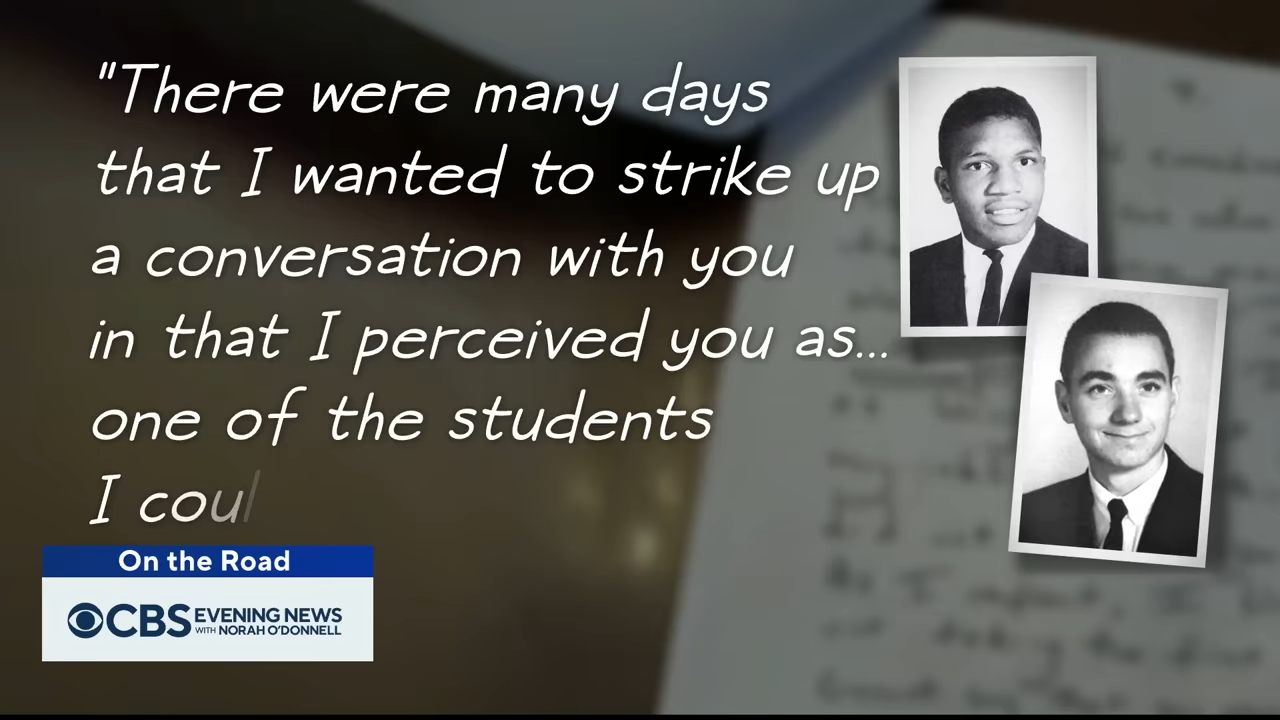 "There were many days
that I wanted to strike up
a conversation with you
in that I perceived you as...
one of the students
I coul
On the Road
CBS EVENING NEWS
WITH NORAH O'DONNELL